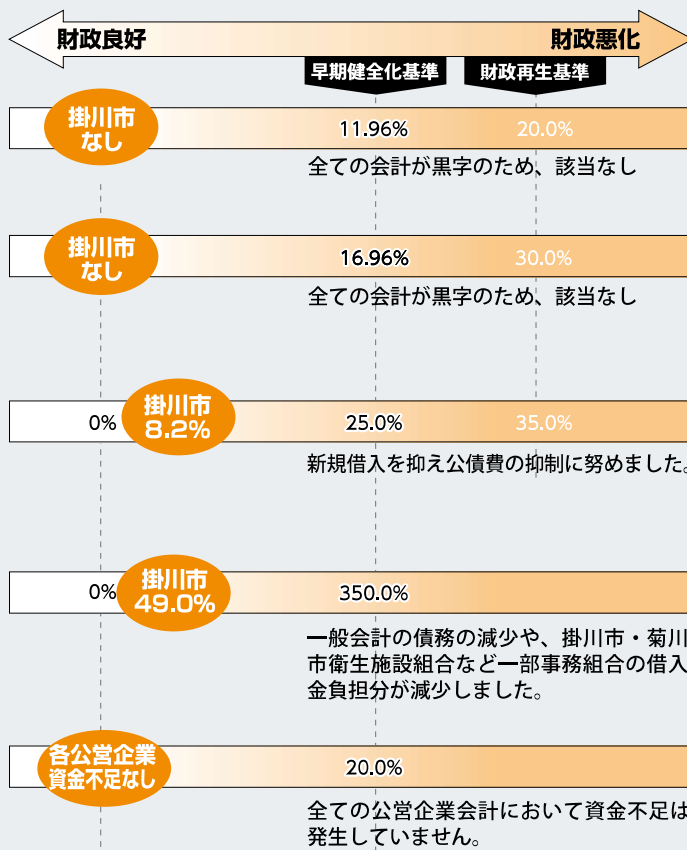 財政良好
財政悪化
早期健全化基準
財政再生基準
掛川市
なし
11.96%
20.0%
全ての会計が黒字のため、該当なし
掛川市
なし
16.96%
30.0%
全ての会計が黒字のため、該当なし
0%
掛川市
8.2%
25.0%
35.0%
新規借入を抑え公債費の抑制に努めました。
0%
掛川市
49.0%
350.0%
一般会計の債務の減少や、掛川市・菊川
市衛生施設組合など一部事務組合の借入
金負担分が減少しました。
各公営企業
資金不足なし
20.0%
全ての公営企業会計において資金不足は
発生していません。